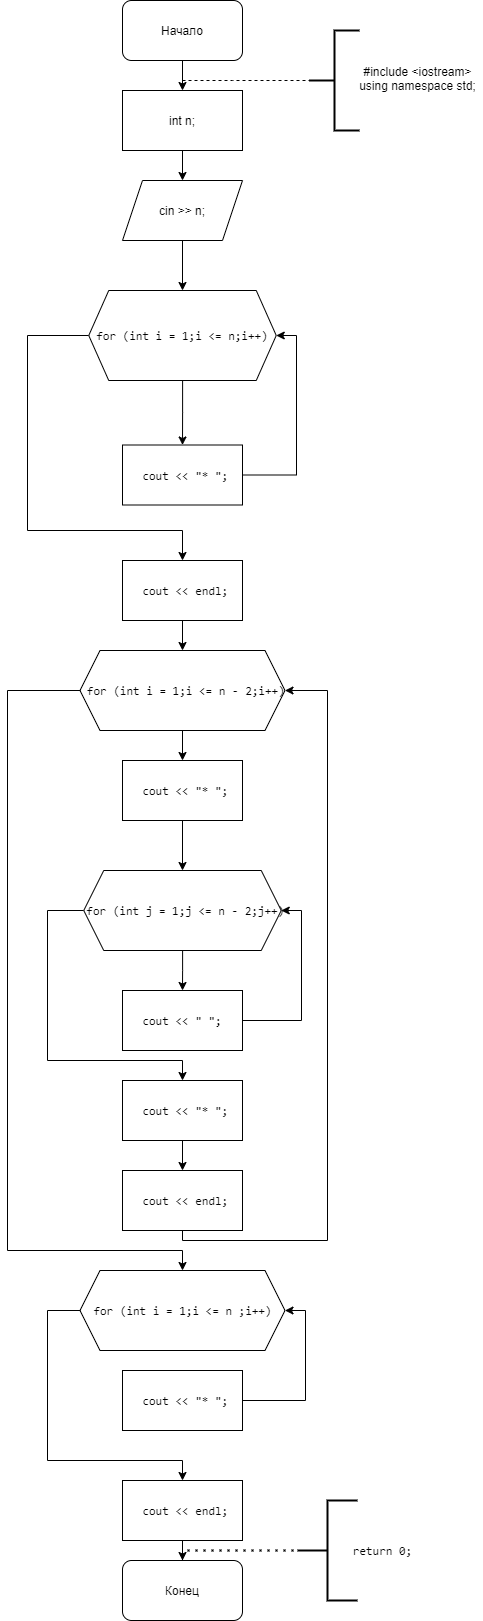 Начало
#include <iostream>
using namespace std;
int n;
cin >> n;
for (int i = 1;i <= n;i++)
cout << "* ";
cout << endl;
for (int i = 1;i <= n - 2;i++)
cout << "* ";
for (int j = 1;j <= n - 2;j++)
cout << " ";
cout << "* ";
cout << endl;
for (int i = 1;i <= n ;i++)
cout << "* ";
cout << endl;
return 0;
Конец